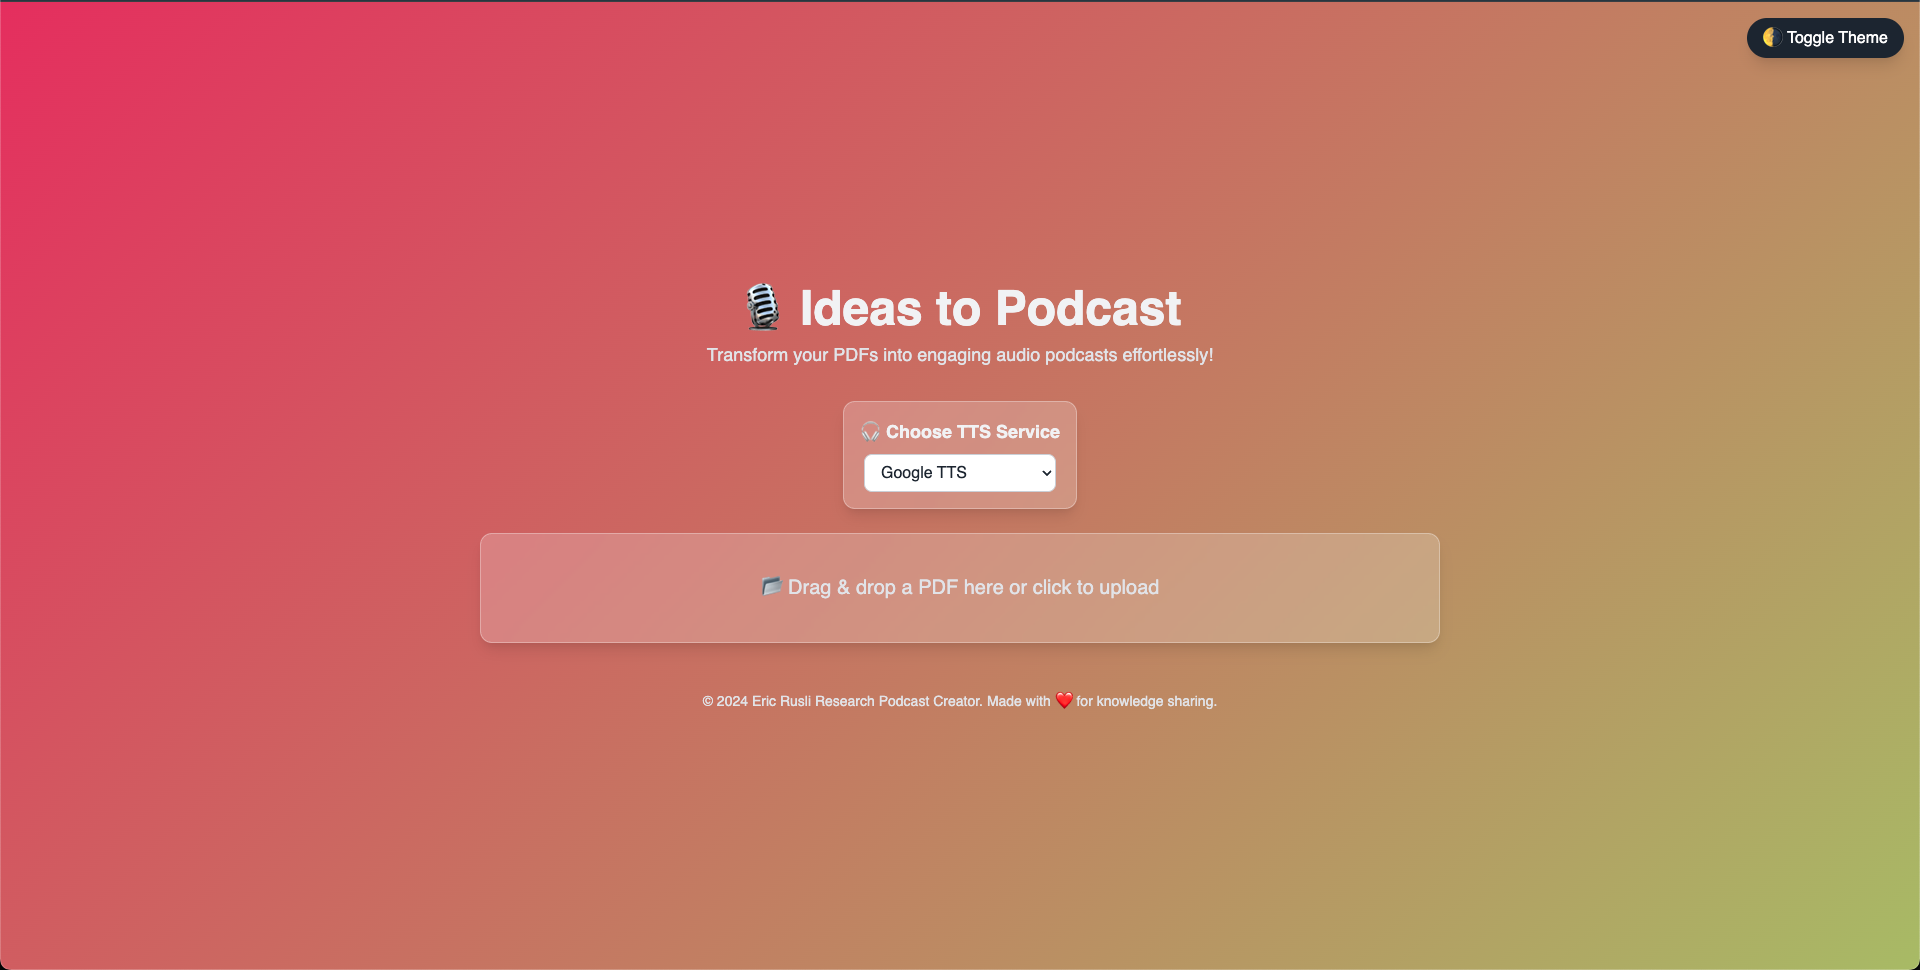 🌗 Toggle Theme
🎙️ Ideas to Podcast
Transform your PDFs into engaging audio podcasts effortlessly!
🎧 Choose TTS Service
Google TTS
📂 Drag & drop a PDF here or click to upload
© 2024 Eric Rusli Research Podcast Creator. Made with ❤️ for knowledge sharing.